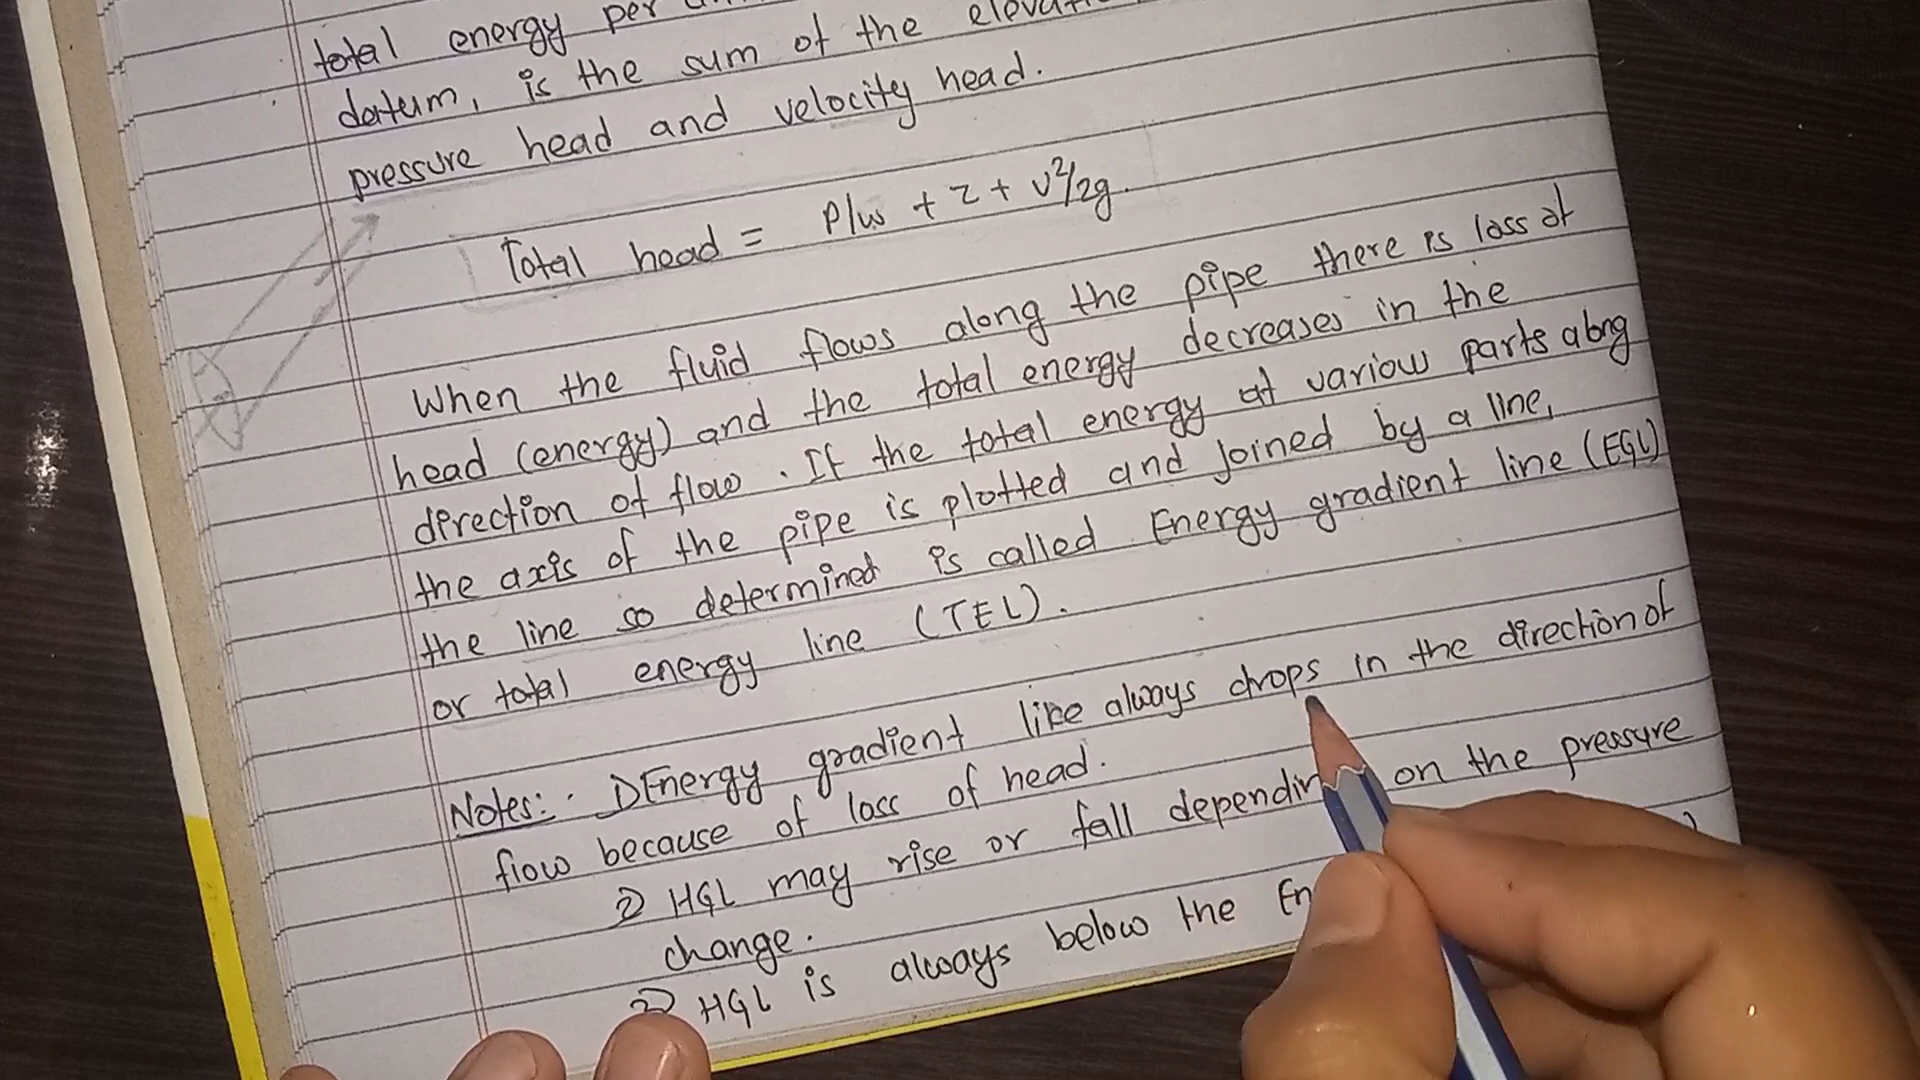 total energy per
datum, is the sum of the
pressure head and velocity head.
Total head = P/w + z + v²/2g.
When the fluid flows along the pipe there is loss of
head (energy) and the total energy decreases in the
direction of flow. If the total energy at various parts along
the axis of the pipe is plotted and joined by a line,
the line so determined is called Energy gradient line (EGL)
or total energy line (TEL).
Notes:- 1) Energy gradient line always drops in the direction of
flow because of loss of head.
2) HGL may rise or fall depending on the pressure
change.
HGL is always below the